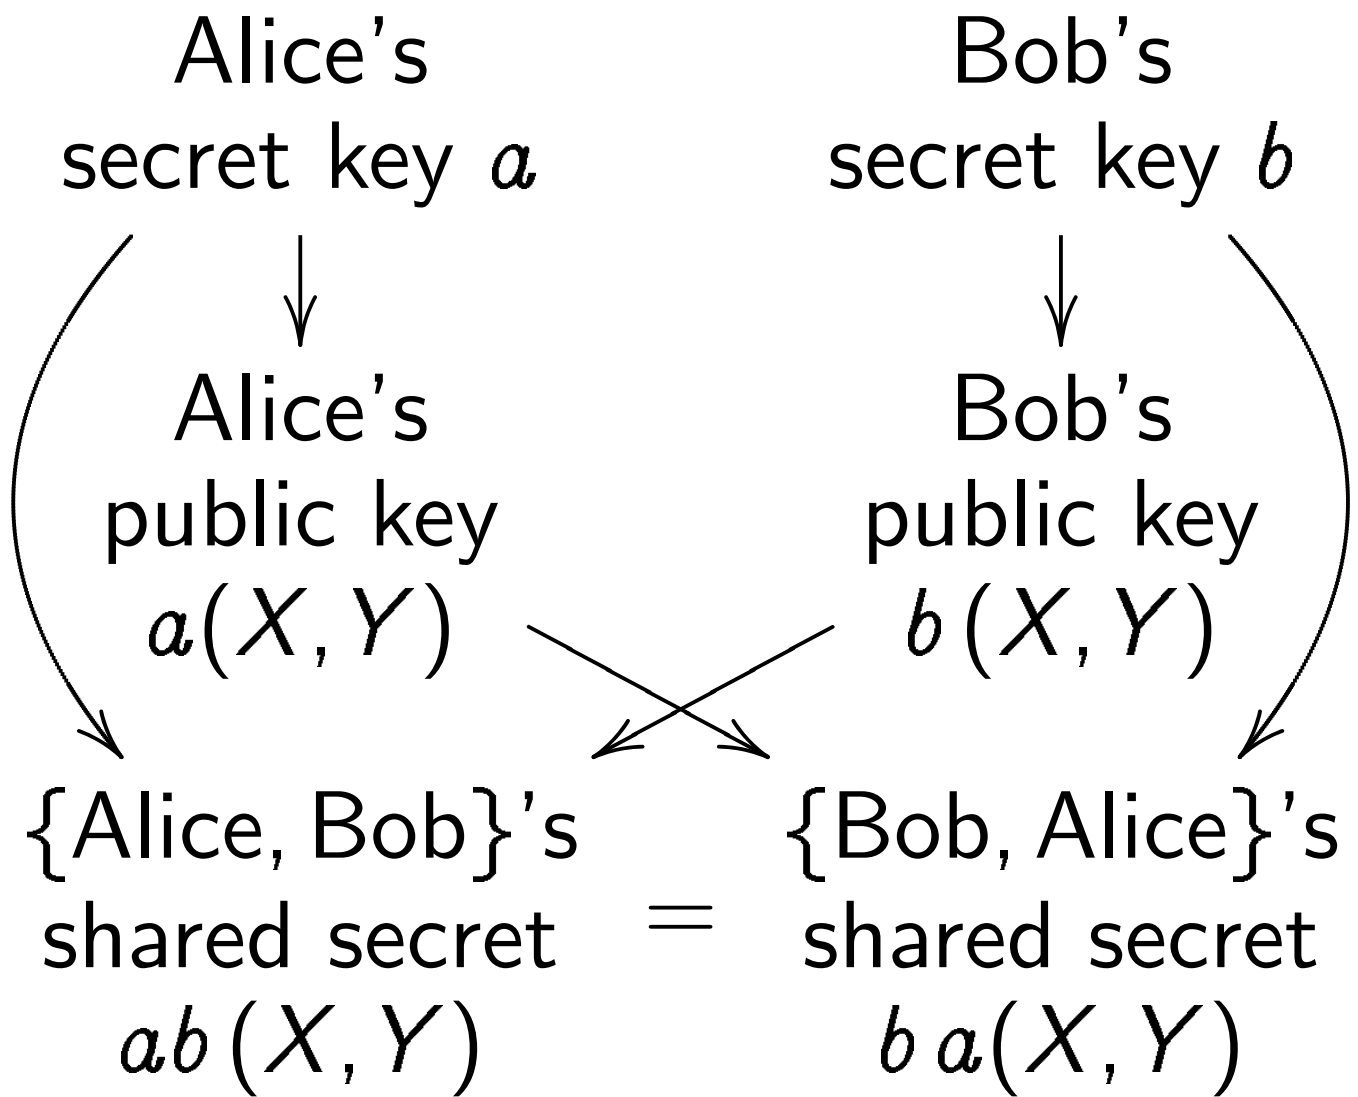 Alice's
secret key a
Bob's
secret key b
Alice's
public key
a(X, Y)
Bob's
public key
b(X, Y)
{Alice, Bob}'s
shared secret
ab(X, Y)
=
{Bob, Alice}'s
shared secret
ba(X, Y)